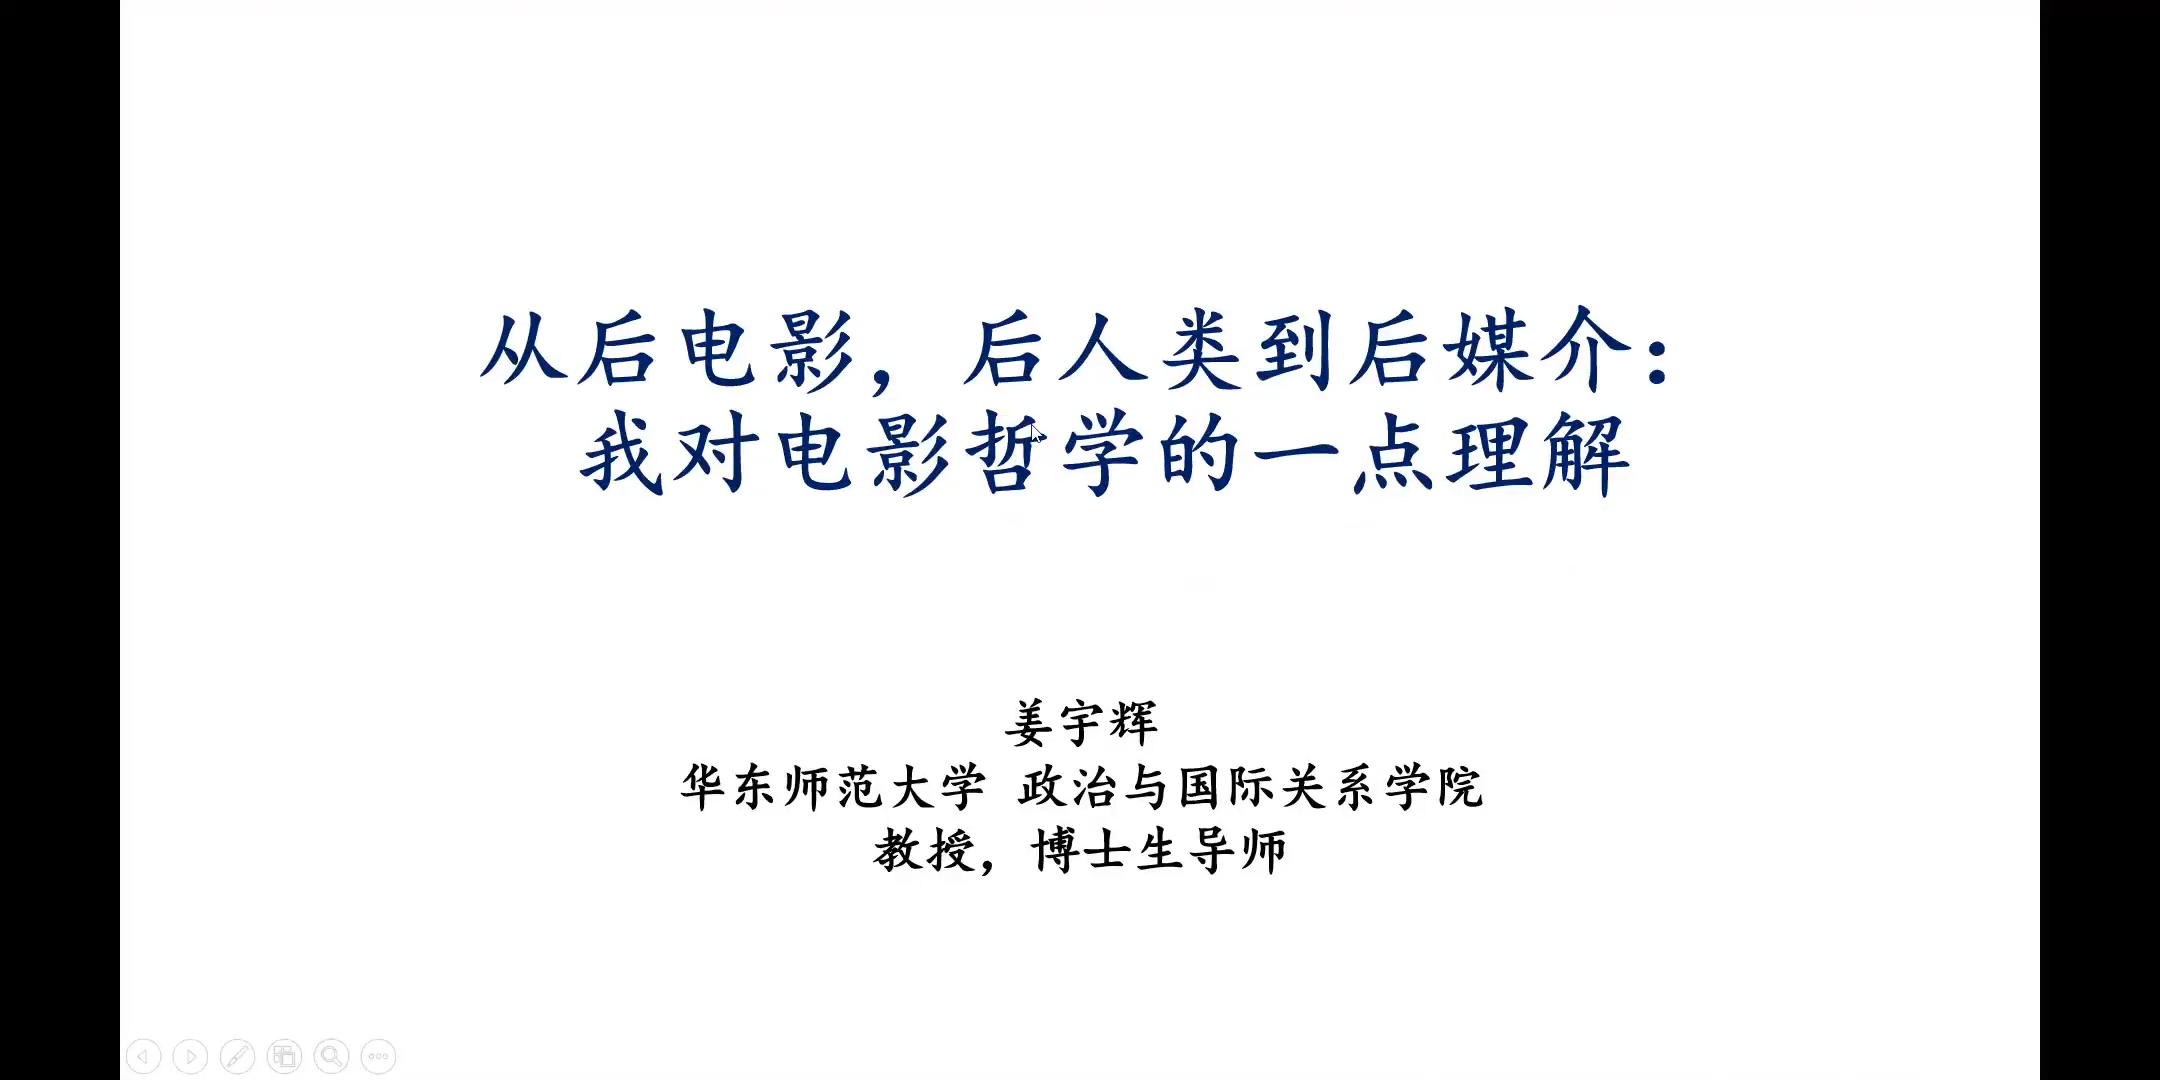 从后电影，后人类到后媒介：
我对电影哲学的一点理解
姜宇辉
华东师范大学 政治与国际关系学院
教授，博士生导师